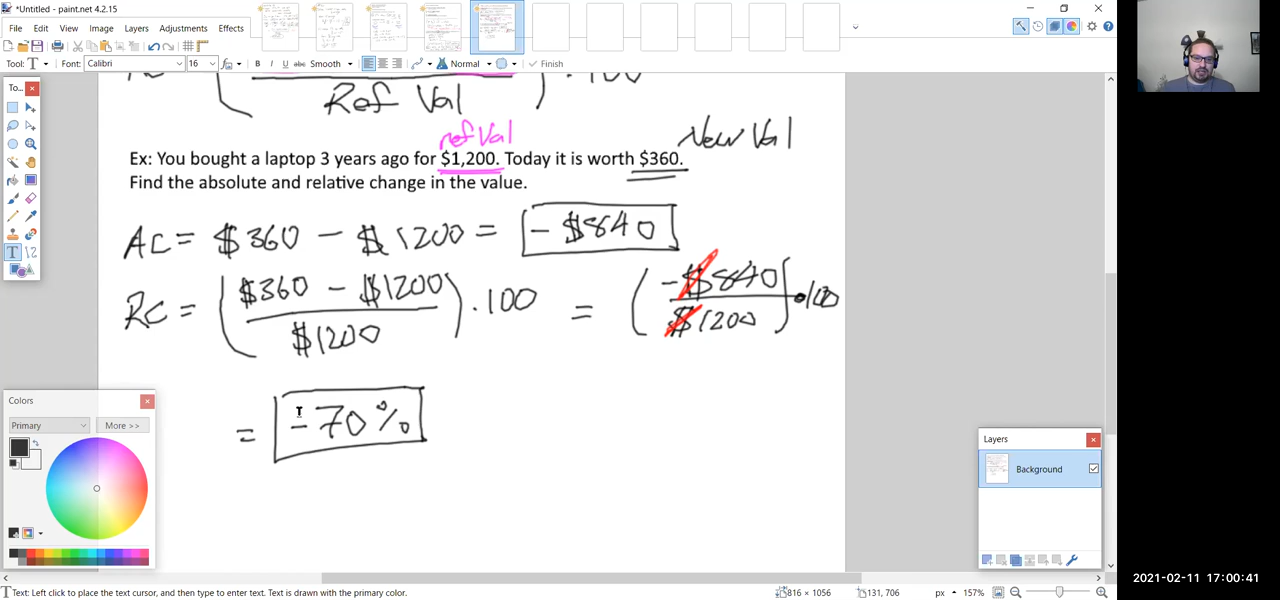 *Untitled - paint.net 4.2.15
File Edit View Image Layers Adjustments Effects
Tool: T Font: Calibri 16 fx B I U abc Smooth Normal Finish
To...
Ref Val ) · 100
ref Val New Val
Ex: You bought a laptop 3 years ago for $1,200. Today it is worth $360.
Find the absolute and relative change in the value.
AC = $360 - $1200 = - $840
RC = ( $360 - $1200 / $1200 ) · 100 = ( -$840 / $1200 ) · 100
= -70%
Colors
Primary More >>
Layers
Background
Text: Left click to place the text cursor, and then type to enter text. Text is drawn with the primary color.
816 × 1056 131, 706 px 157%
2021-02-11 17:00:41